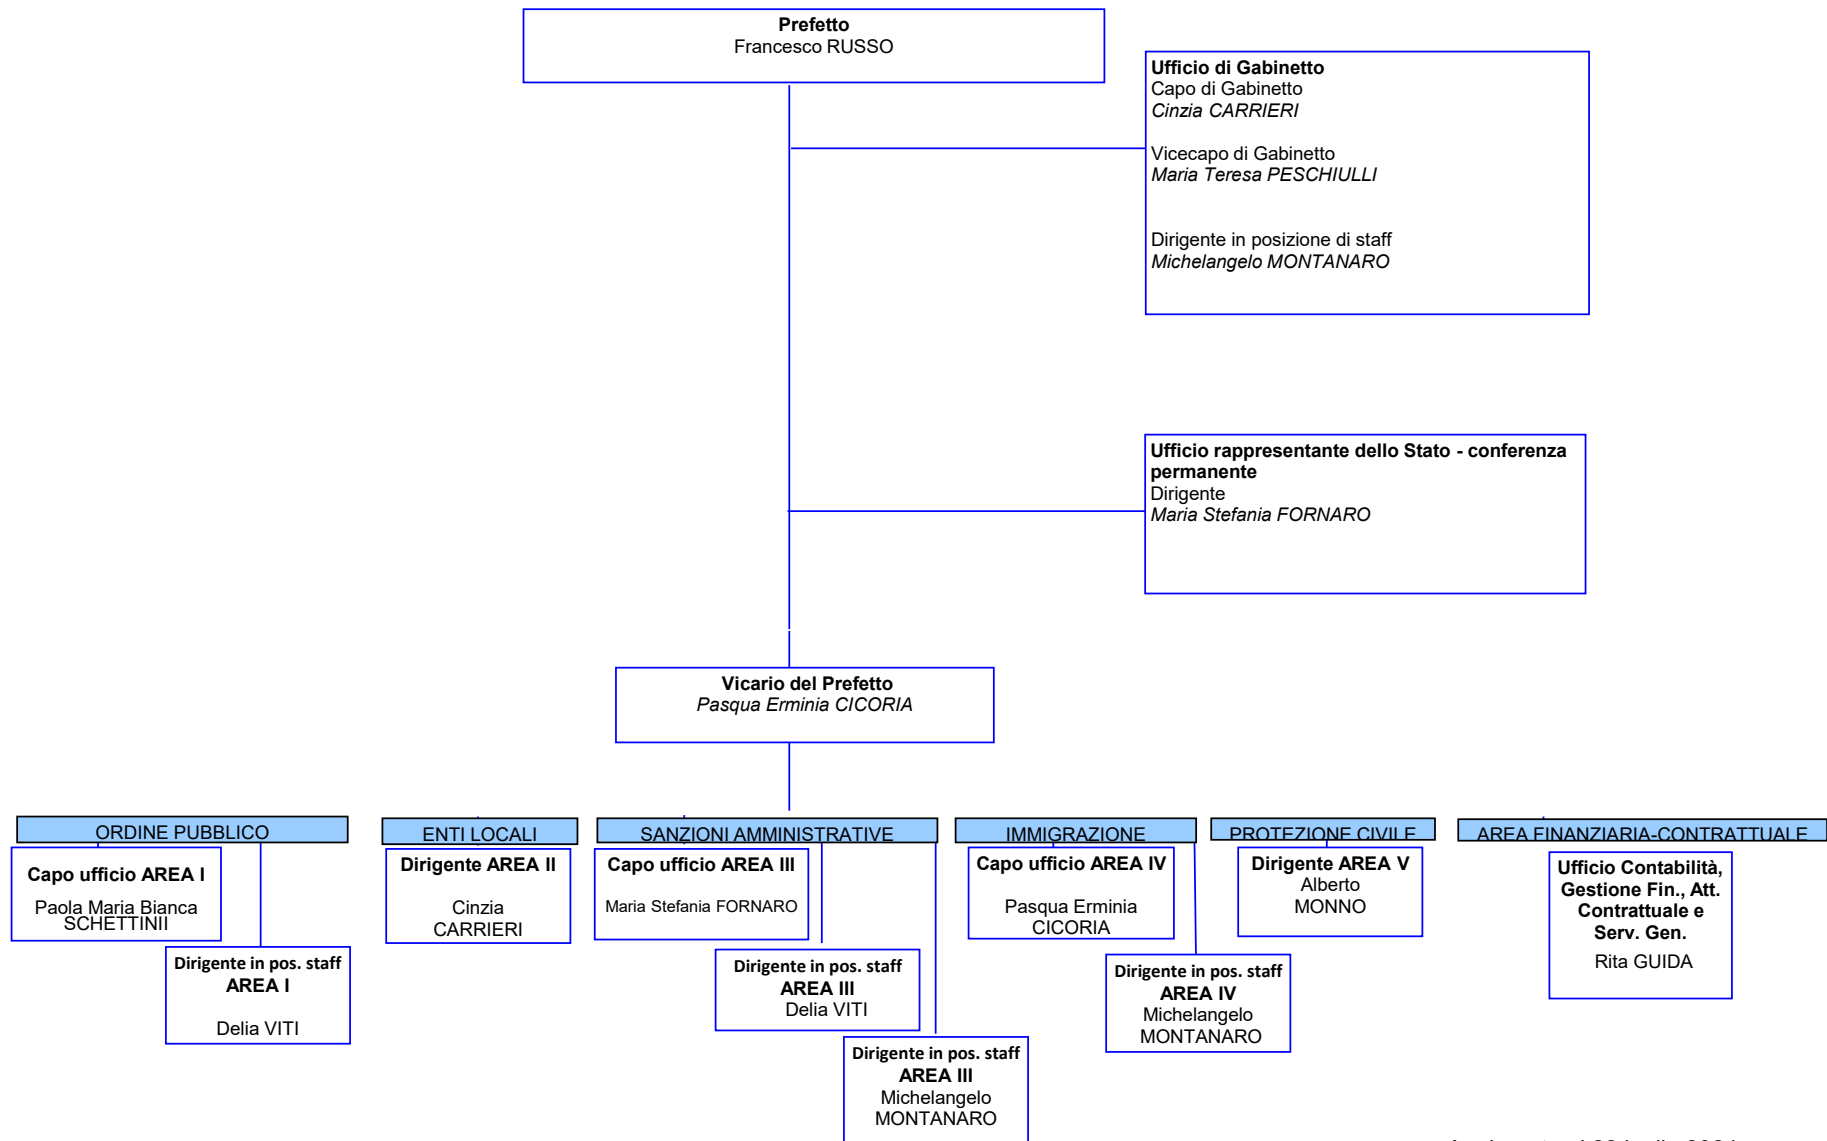 Prefetto
Francesco RUSSO
Ufficio di Gabinetto
Capo di Gabinetto
Cinzia CARRIERI
Vicecapo di Gabinetto
Maria Teresa PESCHIULLI
Dirigente in posizione di staff
Michelangelo MONTANARO
Ufficio rappresentante dello Stato - conferenza
permanente
Dirigente
Maria Stefania FORNARO
Vicario del Prefetto
Pasqua Erminia CICORIA
ORDINE PUBBLICO
Capo ufficio AREA I
Paola Maria Bianca
SCHETTINII
Dirigente in pos. staff
AREA I
Delia VITI
ENTI LOCALI
Dirigente AREA II
Cinzia
CARRIERI
SANZIONI AMMINISTRATIVE
Capo ufficio AREA III
Maria Stefania FORNARO
Dirigente in pos. staff
AREA III
Delia VITI
Dirigente in pos. staff
AREA III
Michelangelo
MONTANARO
IMMIGRAZIONE
Capo ufficio AREA IV
Pasqua Erminia
CICORIA
Dirigente in pos. staff
AREA IV
Michelangelo
MONTANARO
PROTEZIONE CIVILE
Dirigente AREA V
Alberto
MONNO
AREA FINANZIARIA-CONTRATTUALE
Ufficio Contabilità,
Gestione Fin., Att.
Contrattuale e
Serv. Gen.
Rita GUIDA